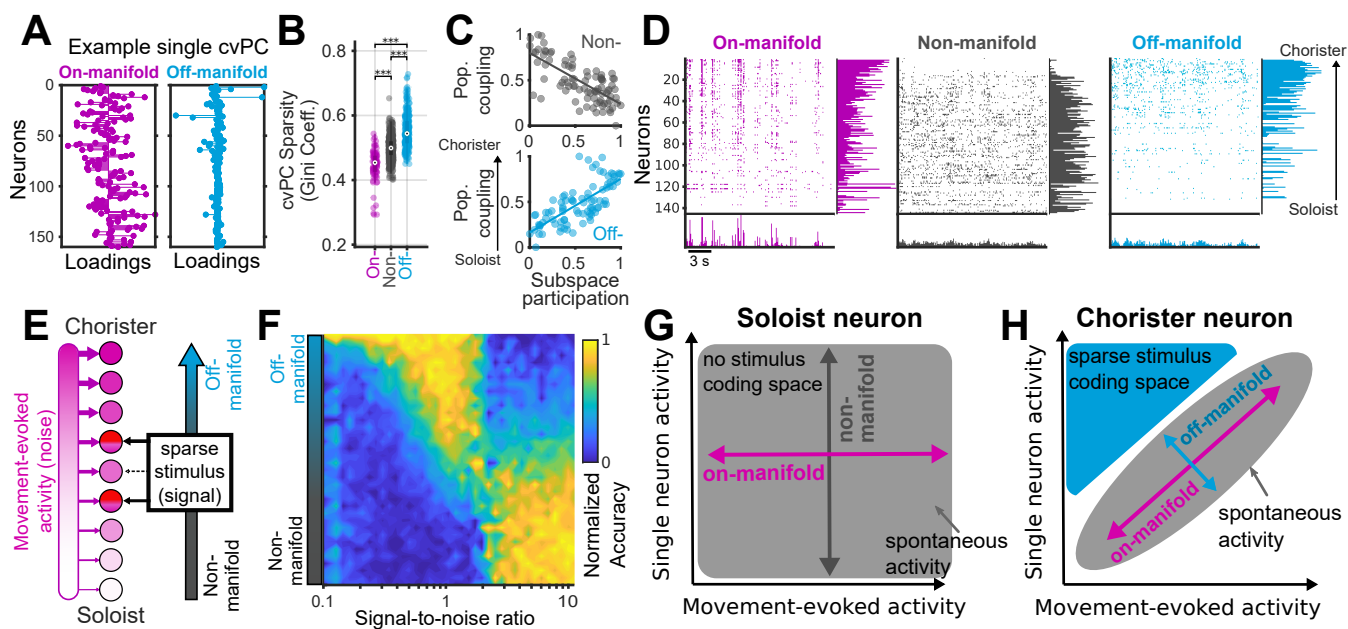 A
Example single cvPC
On-manifold
Off-manifold
0
50
100
150
Neurons
Loadings
Loadings
B
***
***
***
0.8
0.6
0.4
0.2
cvPC Sparsity
(Gini Coeff.)
On-
Non-
Off-
C
Non-
1
0.5
0
Pop.
coupling
0
0.5
1
Chorister
Soloist
Pop.
coupling
1
0.5
0
Off-
0
0.5
1
Subspace
participation
D
On-manifold
Non-manifold
Off-manifold
Neurons
20
40
60
80
100
120
140
3 s
Chorister
Soloist
E
Chorister
Movement-evoked
activity (noise)
sparse
stimulus
(signal)
Off-
manifold
Non-
manifold
Soloist
F
Off-
manifold
Non-
manifold
0.1
1
10
Signal-to-noise ratio
1
0
Normalized
Accuracy
G
Soloist neuron
Single neuron activity
no stimulus
coding space
non-
manifold
on-manifold
spontaneous
activity
Movement-evoked activity
H
Chorister neuron
Single neuron activity
sparse stimulus
coding space
off-manifold
on-manifold
spontaneous
activity
Movement-evoked activity